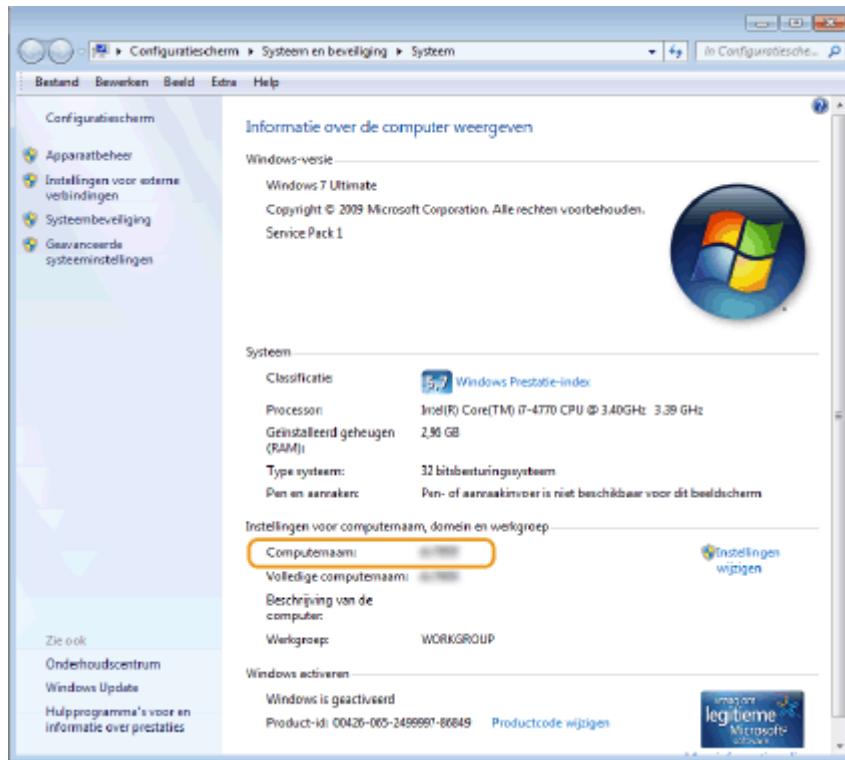 Configuratiescherm ▸ Systeem en beveiliging ▸ Systeem
In Configuratiesche...
Bestand Bewerken Beeld Extra Help
Configuratiescherm
Apparaatbeheer
Instellingen voor externe
verbindingen
Systeembeveiliging
Geavanceerde
systeeminstellingen
Zie ook
Onderhoudscentrum
Windows Update
Hulpprogramma's voor en
informatie over prestaties
Informatie over de computer weergeven
Windows-versie
Windows 7 Ultimate
Copyright © 2009 Microsoft Corporation. Alle rechten voorbehouden.
Service Pack 1
Systeem
Classificatie: 5,7 Windows Prestatie-index
Processor: Intel(R) Core(TM) i7-4770 CPU @ 3.40GHz 3.39 GHz
Geïnstalleerd geheugen 2,96 GB
(RAM):
Type systeem: 32 bitsbesturingssysteem
Pen en aanraken: Pen- of aanraakinvoer is niet beschikbaar voor dit beeldscherm
Instellingen voor computernaam, domein en werkgroep
Computernaam:
Instellingen
wijzigen
Volledige computernaam:
Beschrijving van de
computer:
Werkgroep: WORKGROUP
Windows activeren
Windows is geactiveerd
Product-id: 00426-065-2499997-86849 Productcode wijzigen
vraag om
legitieme
Microsoft®
software